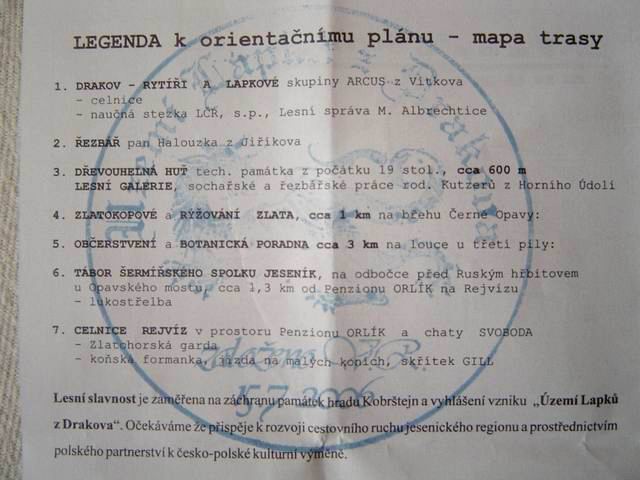 LEGENDA k orientačnímu plánu - mapa trasy
1. DRAKOV - RYTÍŘI A LAPKOVÉ skupiny ARCUS z Vítkova
- celnice
- naučná stezka LČR, s.p., Lesní správa M. Albrechtice
2. ŘEZBÁŘ pan Halouzka z Jiříkova
3. DŘEVOUHELNÁ HUŤ tech. památka z počátku 19 stol., cca 600 m
LESNÍ GALERIE, sochařské a řezbářské práce rod. Kutzerů z Horního Údolí
4. ZLATOKOPOVÉ a RÝŽOVÁNÍ ZLATA, cca 1 km na břehu Černé Opavy:
5. OBČERSTVENÍ a BOTANICKÁ PORADNA cca 3 km na louce u třetí pily:
6. TÁBOR ŠERMÍŘSKÉHO SPOLKU JESENÍK, na odbočce před Ruským hřbitovem
u Opavského mostu, cca 1,3 km od Penzionu ORLÍK na Rejvízu
- lukostřelba
7. CELNICE REJVÍZ v prostoru Penzionu ORLÍK a chaty SVOBODA
- Zlatohorská garda
- koňská formanka, jízda na malých koních, skřítek GILL
Lesní slavnost je zaměřena na záchranu památek hradu Kobrštejn a vyhlášení vzniku „Území Lapků
z Drakova“. Očekáváme že přispěje k rozvoji cestovního ruchu jesenického regionu a prostřednictvím
polského partnerství k česko-polské kulturní výměně.
Území Lapků z Drakova
15.7.2006